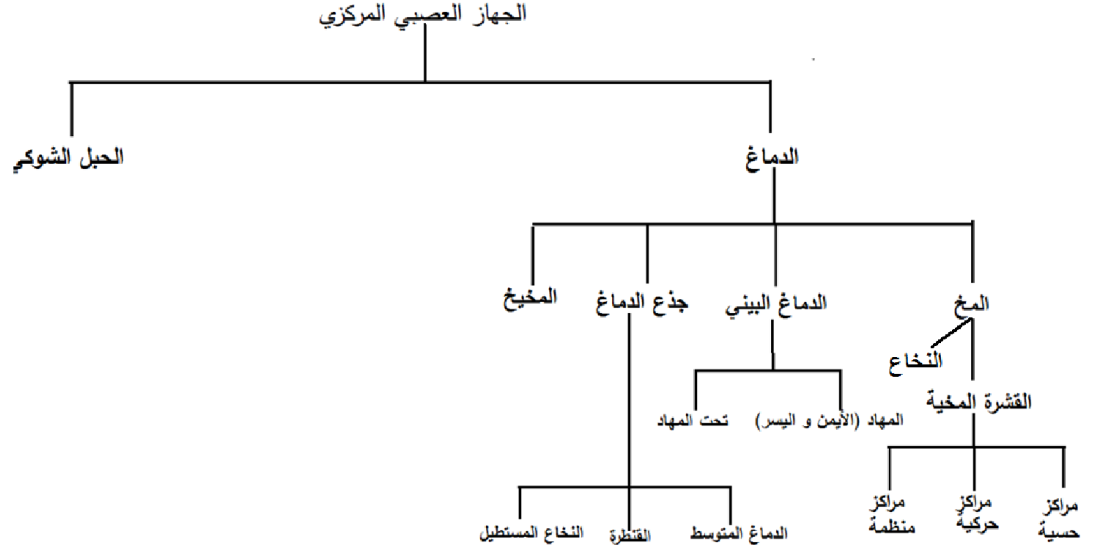 الجهاز العصبي المركزي
الدماغ
الحبل الشوكي
المخ
الدماغ البيني
جذع الدماغ
المخيخ
النخاع
القشرة المخية
المهاد (الأيمن و اليسر)
تحت المهاد
مراكز
حسية
مراكز
حركية
مراكز
منظمة
الدماغ المتوسط
القنطرة
النخاع المستطيل